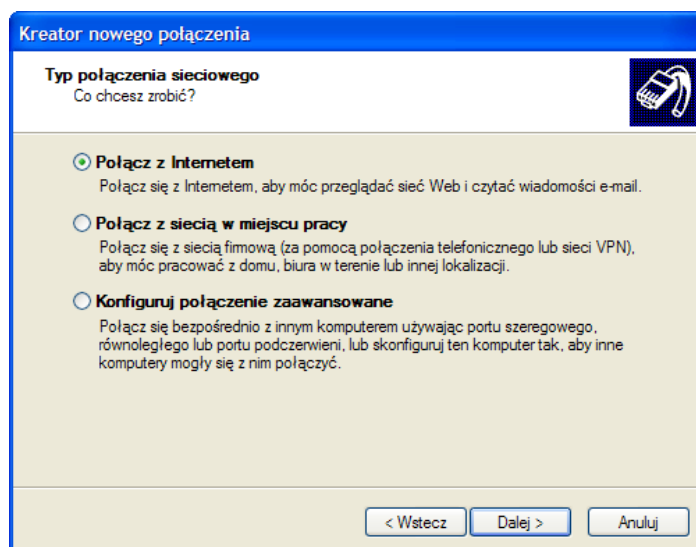 Kreator nowego połączenia
Typ połączenia sieciowego
Co chcesz zrobić?
Połącz z Internetem
Połącz się z Internetem, aby móc przeglądać sieć Web i czytać wiadomości e-mail.
Połącz z siecią w miejscu pracy
Połącz się z siecią firmową (za pomocą połączenia telefonicznego lub sieci VPN),
aby móc pracować z domu, biura w terenie lub innej lokalizacji.
Konfiguruj połączenie zaawansowane
Połącz się bezpośrednio z innym komputerem używając portu szeregowego,
równoległego lub portu podczerwieni, lub skonfiguruj ten komputer tak, aby inne
komputery mogły się z nim połączyć.
< Wstecz Dalej > Anuluj